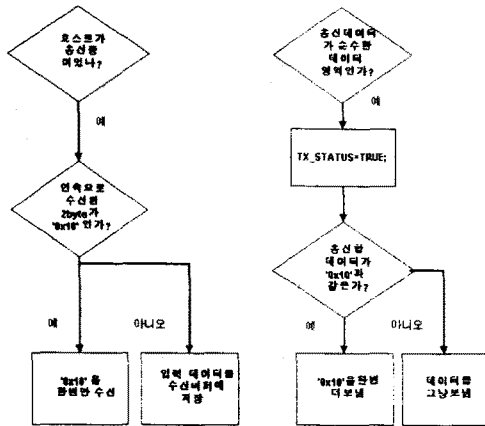 호스트가
송신중
이었나?
예
연속으로
수신된
2byte가
'0x10' 인가?
예
아니오
'0x10' 을
한번만 수신
입력 데이터를
수신버퍼에
저장
송신데이터
가 순수한
데이터
영역인가?
예
TX_STATUS=TRUE;
송신할
데이터가
'0x10' 과
같은가?
예
아니오
'0x10'을한번
더보냄
데이터를
그냥보냄